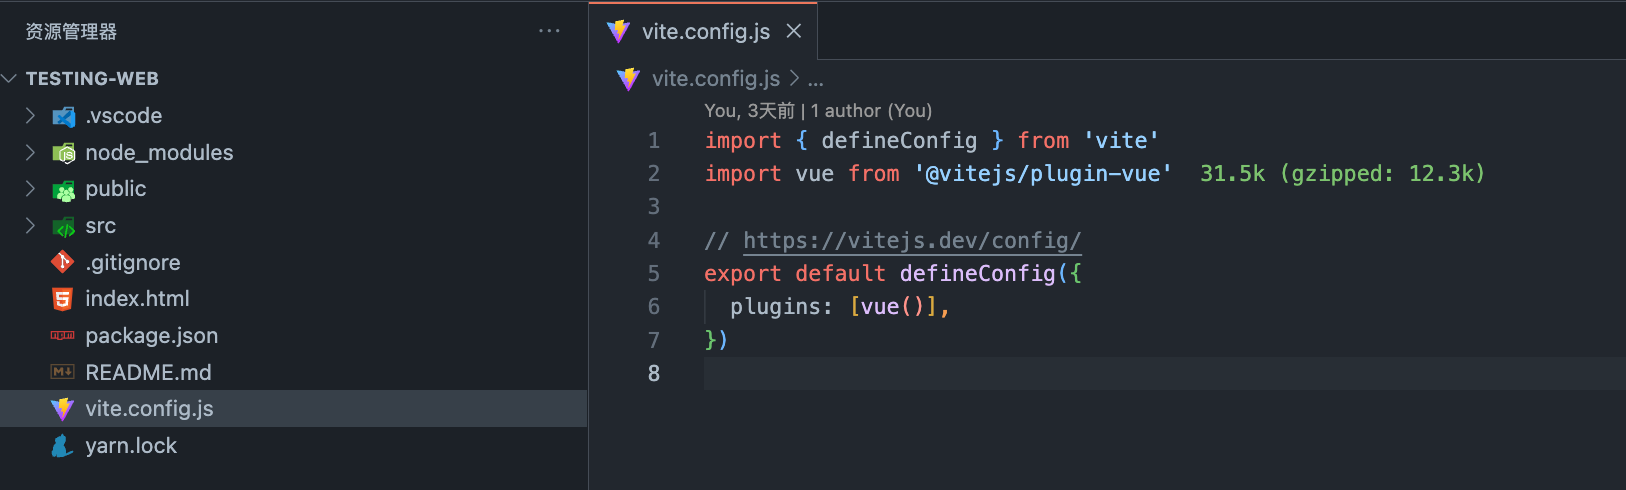 资源管理器 ...
TESTING-WEB
.vscode
node_modules
public
src
.gitignore
index.html
package.json
README.md
vite.config.js
yarn.lock
vite.config.js
vite.config.js > ...
You, 3天前 | 1 author (You)
1 import { defineConfig } from 'vite'
2 import vue from '@vitejs/plugin-vue' 31.5k (gzipped: 12.3k)
3
4 // https://vitejs.dev/config/
5 export default defineConfig({
6 plugins: [vue()],
7 })
8